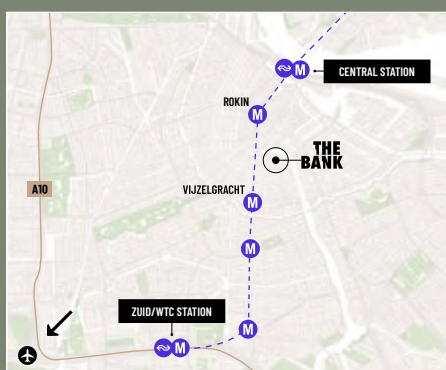 M
CENTRAL STATION
ROKIN
M
THE
BANK
A10
VIJZELGRACHT
M
M
ZUID/WTC STATION
M
M